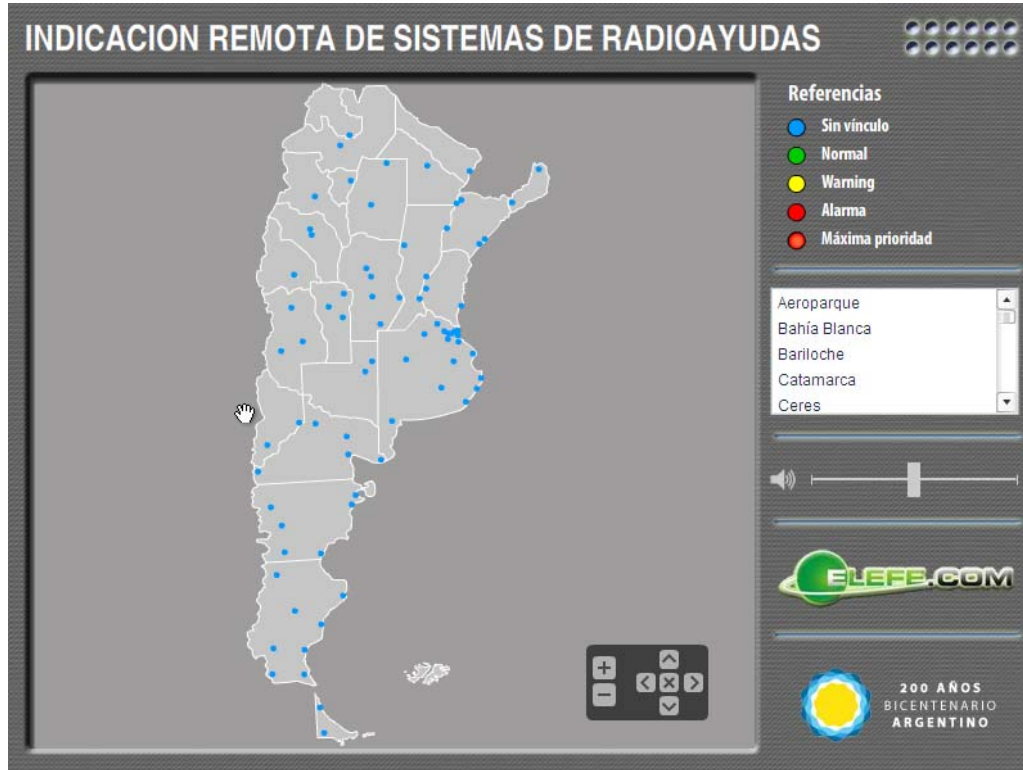 INDICACION REMOTA DE SISTEMAS DE RADIOAYUDAS
Referencias
Sin vínculo
Normal
Warning
Alarma
Máxima prioridad
Aeroparque
Bahía Blanca
Bariloche
Catamarca
Ceres
ELEFE.COM
200 AÑOS
BICENTENARIO
ARGENTINO